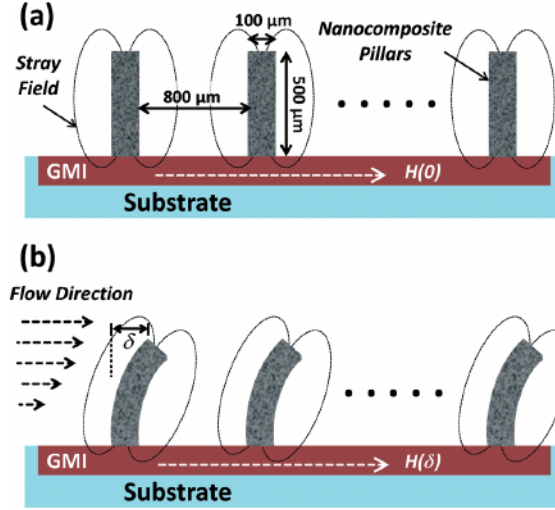 (a)
100 μm
Nanocomposite
Pillars
Stray
Field
800 μm
500 μm
GMI
H(0)
Substrate
(b)
Flow Direction
δ
GMI
H(δ)
Substrate